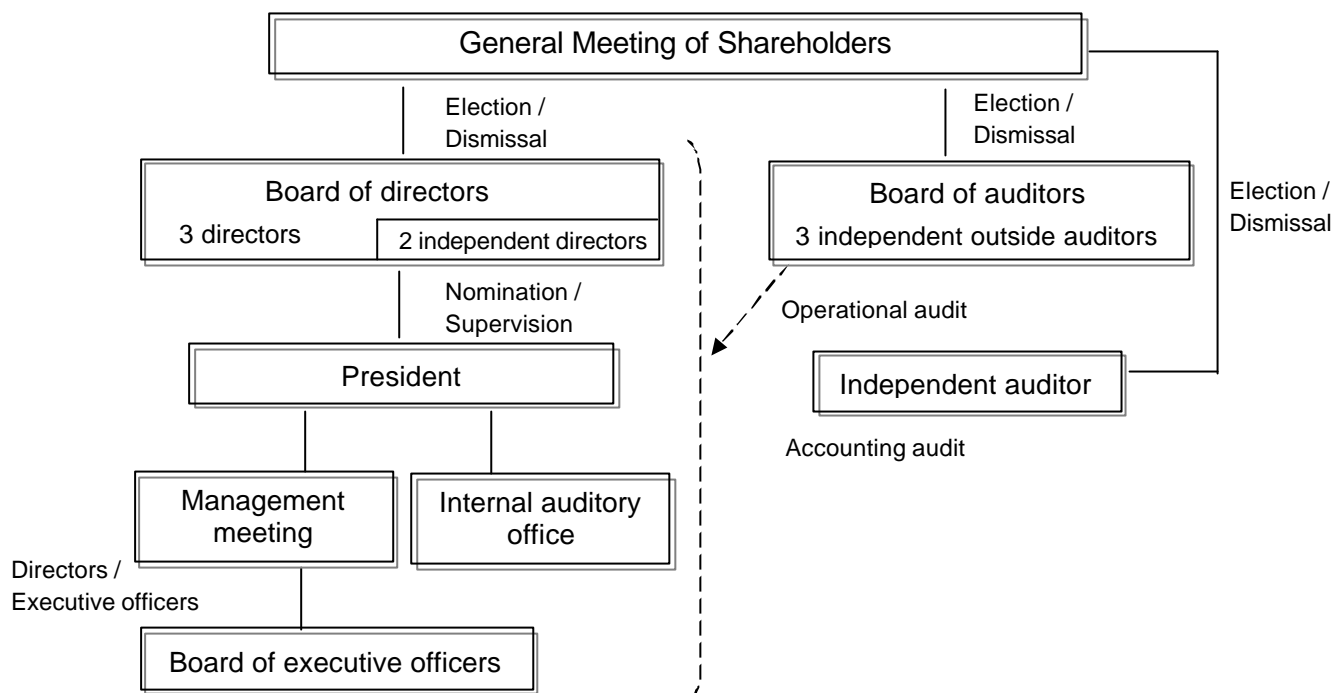 General Meeting of Shareholders
Election /
Dismissal
Election /
Dismissal
Board of directors
3 directors
2 independent directors
Board of auditors
3 independent outside auditors
Election /
Dismissal
Nomination /
Supervision
Operational audit
President
Independent auditor
Accounting audit
Management
meeting
Internal auditory
office
Directors /
Executive officers
Board of executive officers